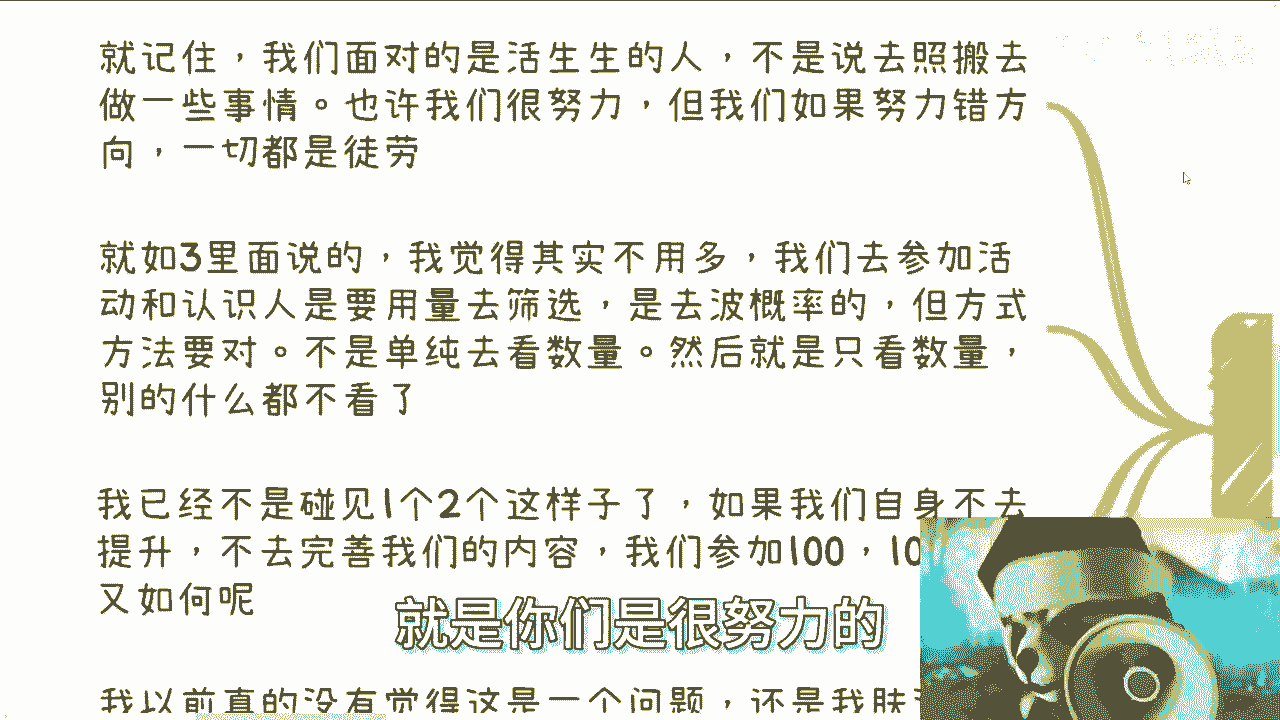 就记住，我们面对的是活生生的人，不是说去照搬去
做一些事情。也许我们很努力，但我们如果努力错方
向，一切都是徒劳
就如3里面说的，我觉得其实不用多，我们去参加活
动和认识人是要用量去筛选，是去波概率的，但方式
方法要对。不是单纯去看数量。然后就是只看数量，
别的什么都不看了
我已经不是碰见1个2个这样子了，如果我们自身不去
提升，不去完善我们的内容，我们参加100，10
又如何呢
就是你们是很努力的
我以前真的没有觉得这是一个问题，还是我肤